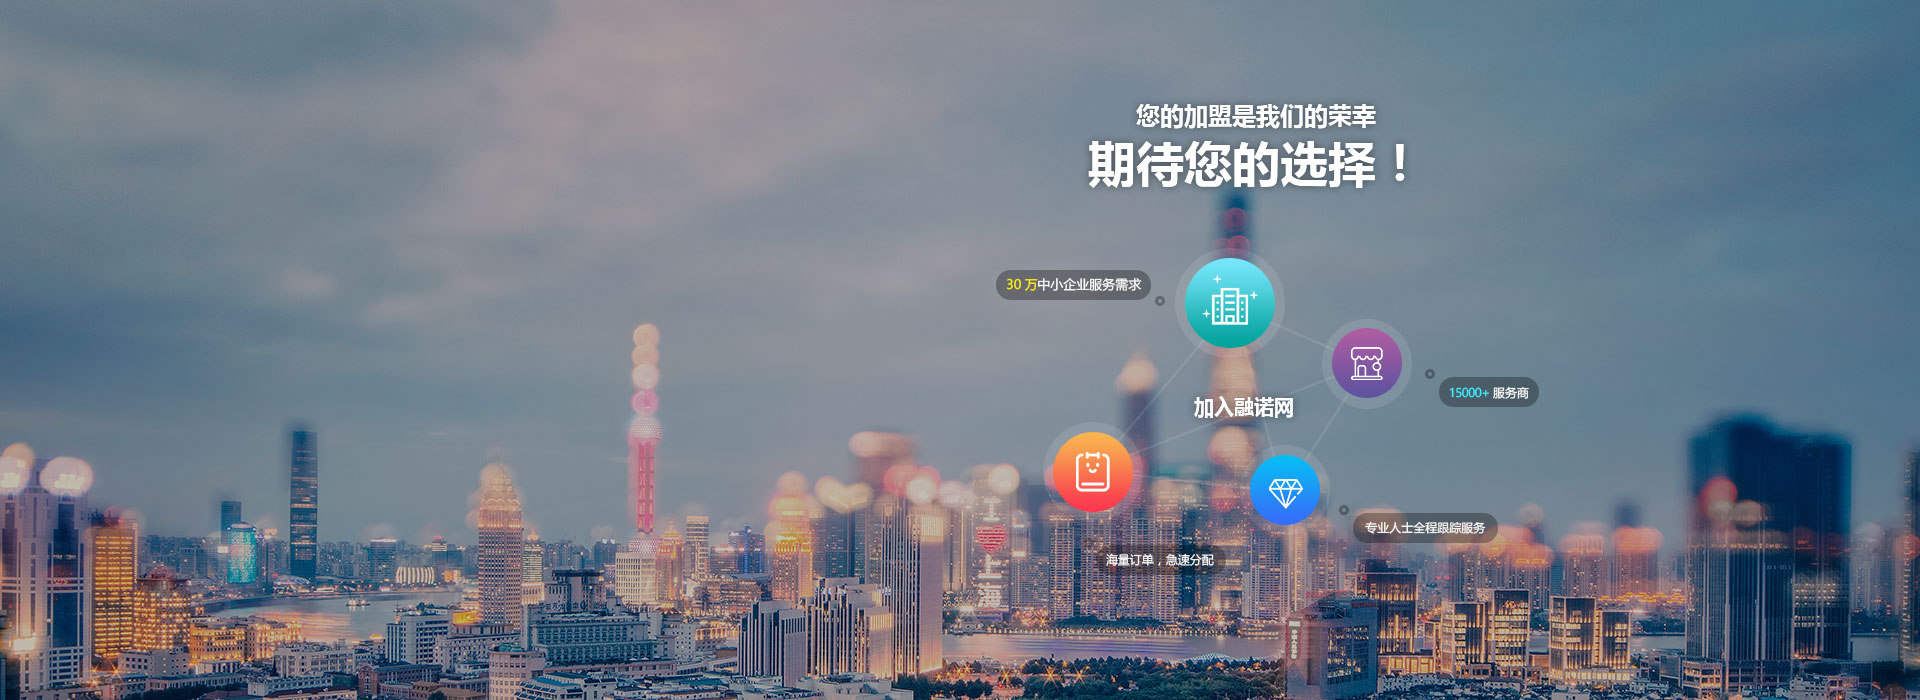 您的加盟是我们的荣幸
期待您的选择！
30 万中小企业服务需求
15000+ 服务商
加入融诺网
专业人士全程跟踪服务
海量订单，急速分配